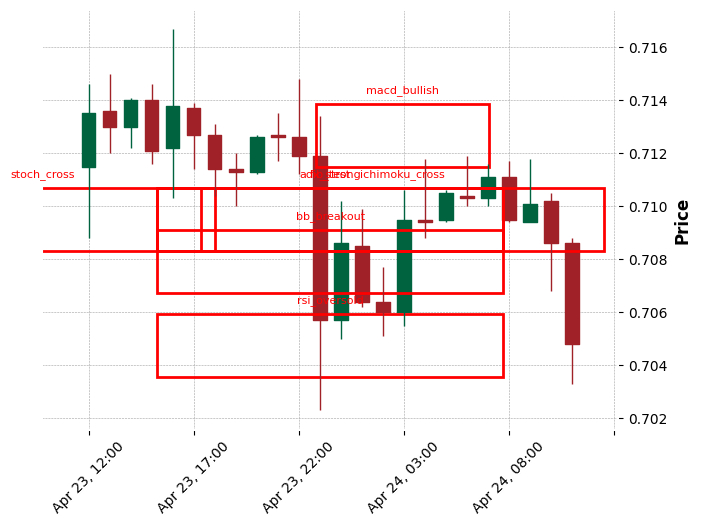 0.716
macd_bullish
0.714
0.712
stoch_cross
ichimoku_cross
0.710
Price
0.708
0.706
0.704
0.702
Apr 23, 12:00
Apr 23, 17:00
Apr 23, 22:00
Apr 24, 03:00
Apr 24, 08:00